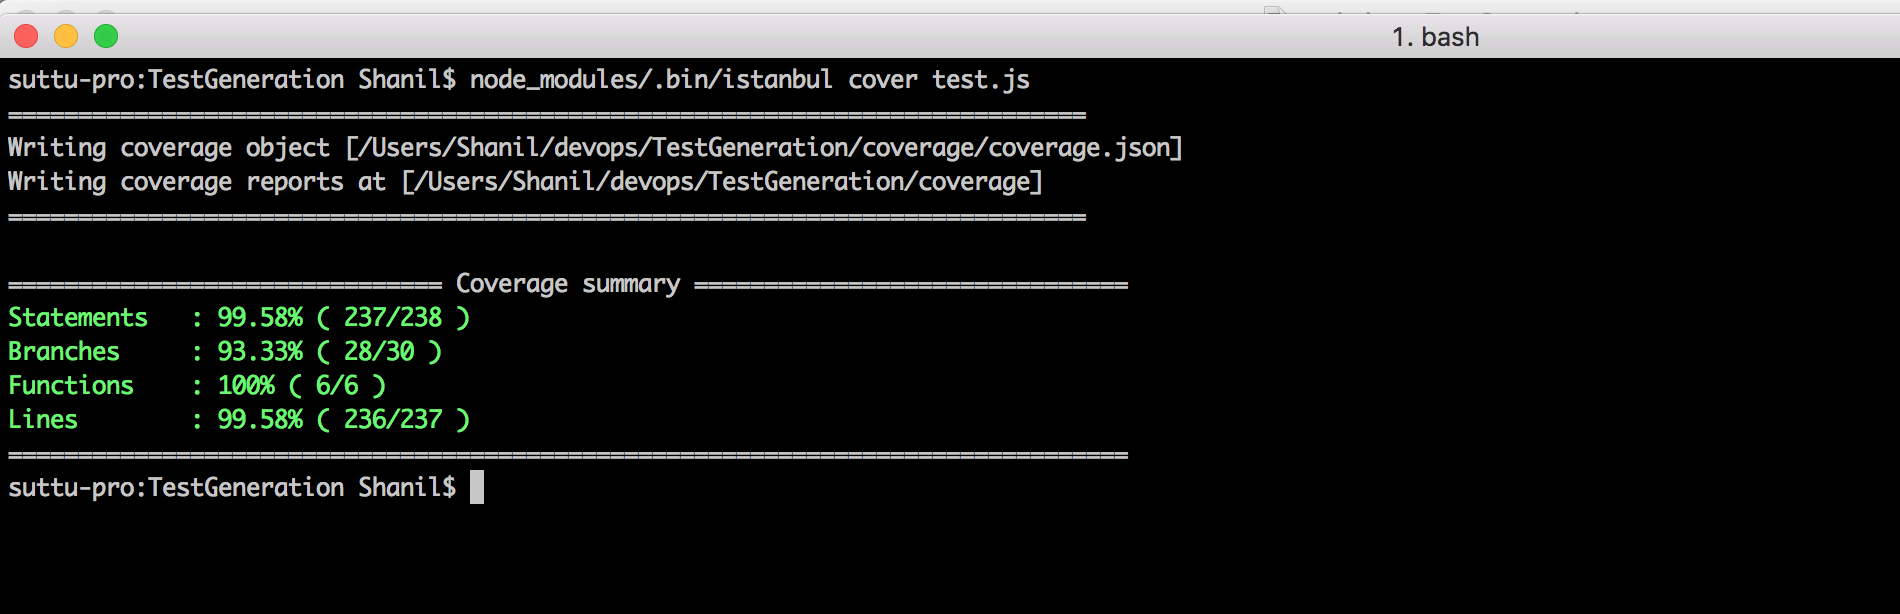 1. bash
suttu-pro:TestGeneration Shanil$ node_modules/.bin/istanbul cover test.js
=============================================================================
Writing coverage object [/Users/Shanil/devops/TestGeneration/coverage/coverage.json]
Writing coverage reports at [/Users/Shanil/devops/TestGeneration/coverage]
=============================================================================
=============================== Coverage summary ===============================
Statements   : 99.58% ( 237/238 )
Branches     : 93.33% ( 28/30 )
Functions    : 100% ( 6/6 )
Lines        : 99.58% ( 236/237 )
================================================================================
suttu-pro:TestGeneration Shanil$